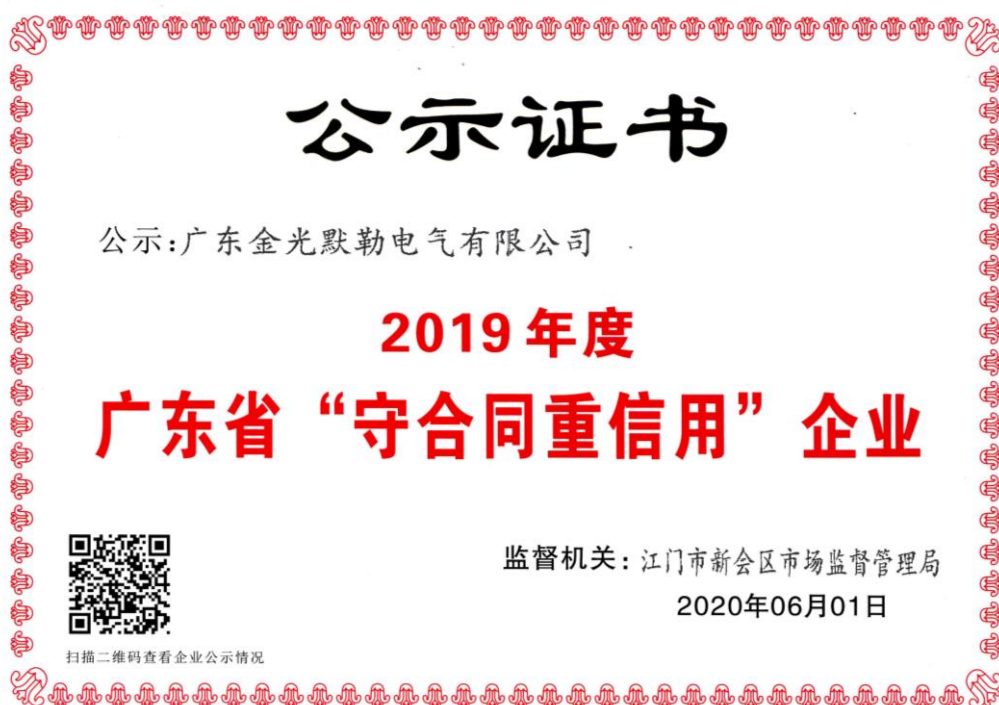 公示证书
公示:广东金光默勒电气有限公司
2019年度
广东省“守合同重信用”企业
监督机关:江门市新会区市场监督管理局
2020年06月01日
扫描二维码查看企业公示情况